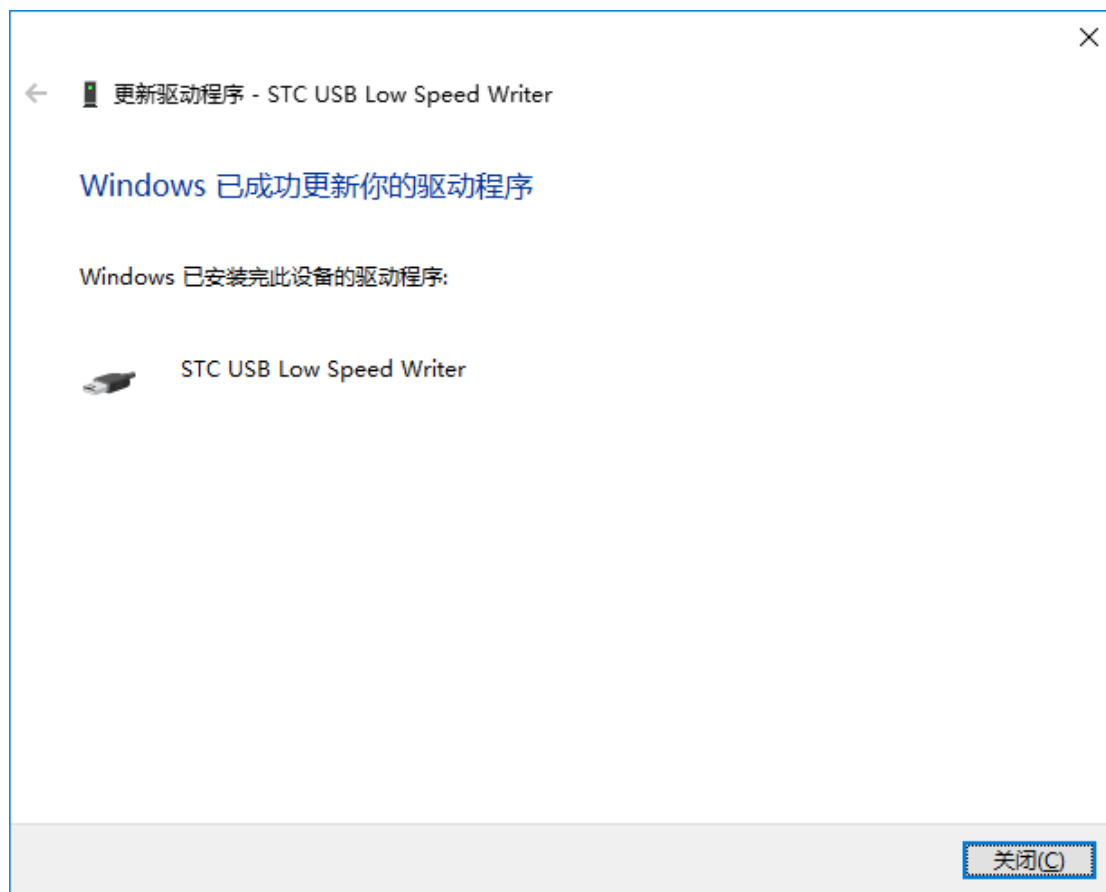 更新驱动程序 - STC USB Low Speed Writer
Windows 已成功更新你的驱动程序
Windows 已安装完此设备的驱动程序:
STC USB Low Speed Writer
关闭(C)